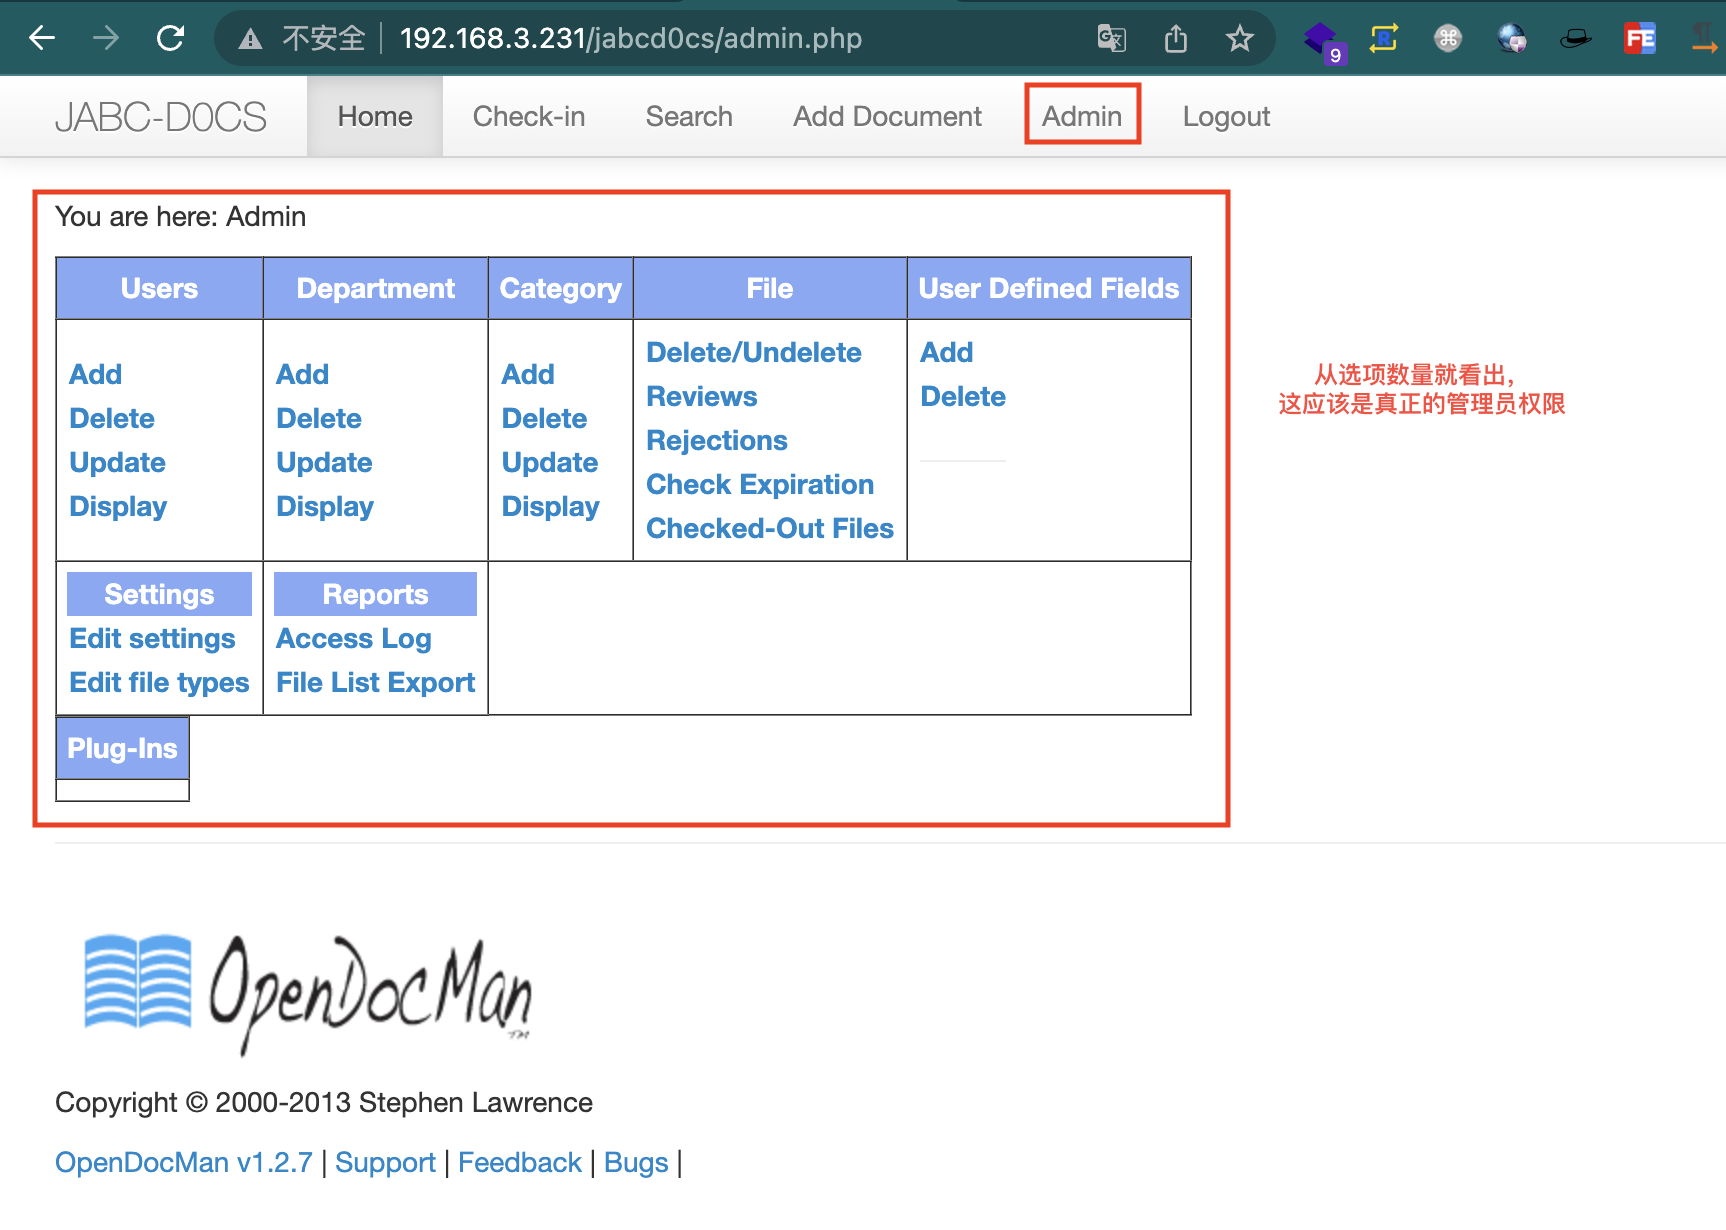 不安全 192.168.3.231/jabcd0cs/admin.php
9
R
FE
JABC-D0CS Home Check-in Search Add Document Admin Logout
You are here: Admin
Users Department Category File User Defined Fields
Add
Delete
Update
Display
Add
Delete
Update
Display
Add
Delete
Update
Display
Delete/Undelete
Reviews
Rejections
Check Expiration
Checked-Out Files
Add
Delete
从选项数量就看出，
这应该是真正的管理员权限
Settings
Edit settings
Edit file types
Reports
Access Log
File List Export
Plug-Ins
OpenDocMan™
Copyright © 2000-2013 Stephen Lawrence
OpenDocMan v1.2.7 | Support | Feedback | Bugs |